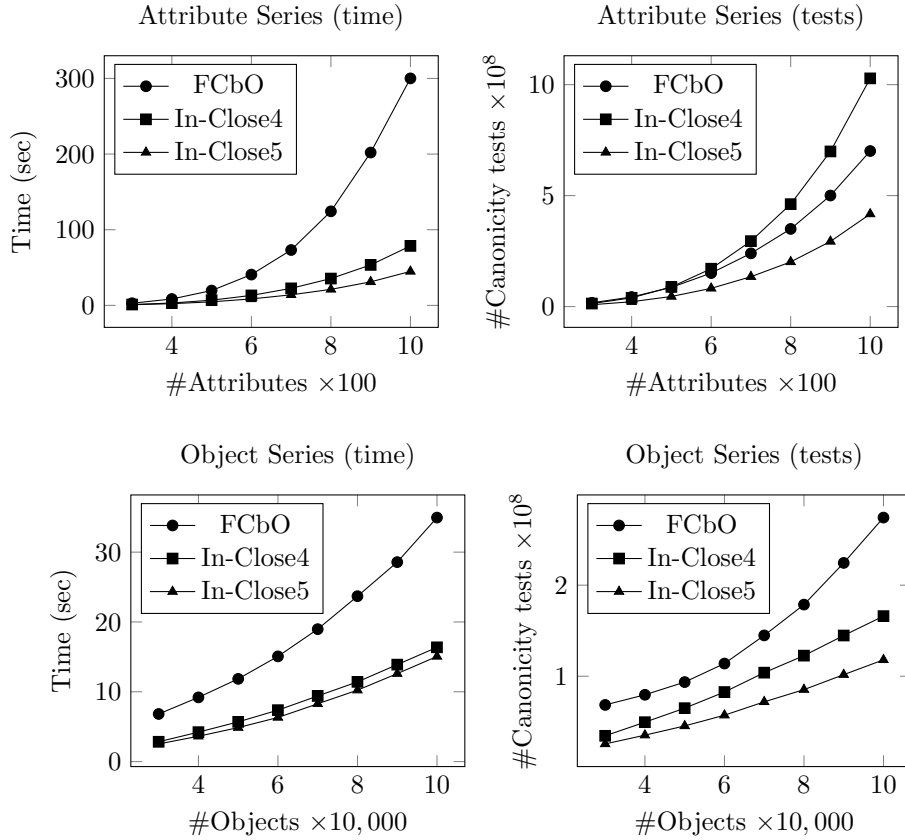 Attribute Series (time)
Time (sec)
300
200
100
0
FCbO
In-Close4
In-Close5
4
6
8
10
#Attributes ×100
Attribute Series (tests)
#Canonicity tests ×10⁸
10
5
0
FCbO
In-Close4
In-Close5
4
6
8
10
#Attributes ×100
Object Series (time)
Time (sec)
30
20
10
0
FCbO
In-Close4
In-Close5
4
6
8
10
#Objects ×10,000
Object Series (tests)
#Canonicity tests ×10⁸
2
1
FCbO
In-Close4
In-Close5
4
6
8
10
#Objects ×10,000